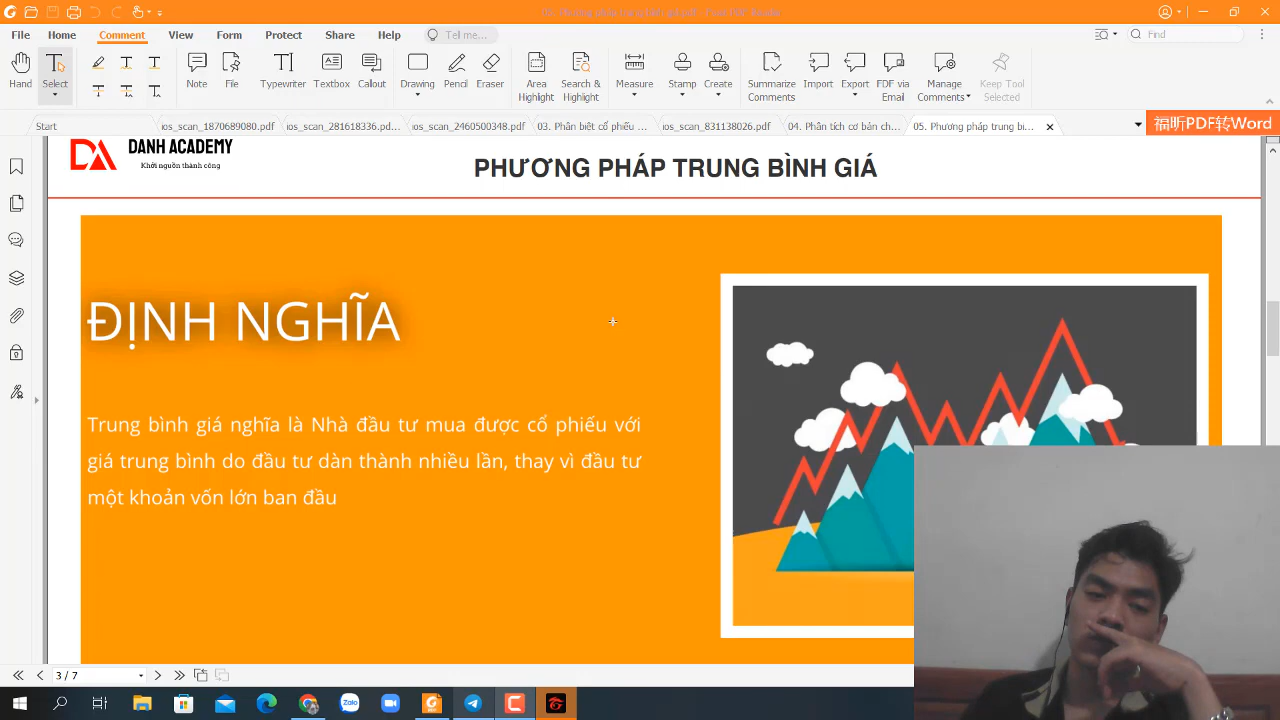 File Home Comment View Form Protect Share Help Tell me... Find
Hand Select Note File Typewriter Textbox Callout Drawing Pencil Eraser Area Highlight Search & Highlight Measure Stamp Create Summarize Comments Import Export FDF via Email Manage Comments Keep Tool Selected
Start ios_scan_1870689080.pdf ios_scan_281618336.pd... ios_scan_2460500348.pdf 03. Phân biệt cổ phiếu ... ios_scan_831138026.pdf 04. Phân tích cơ bản ch... 05. Phương pháp trung bì... 福昕PDF转Word
DANH ACADEMY
Khởi nguồn thành công
PHƯƠNG PHÁP TRUNG BÌNH GIÁ
ĐỊNH NGHĨA
Trung bình giá nghĩa là Nhà đầu tư mua được cổ phiếu với
giá trung bình do đầu tư dàn thành nhiều lần, thay vì đầu tư
một khoản vốn lớn ban đầu
3 / 7
Zalo